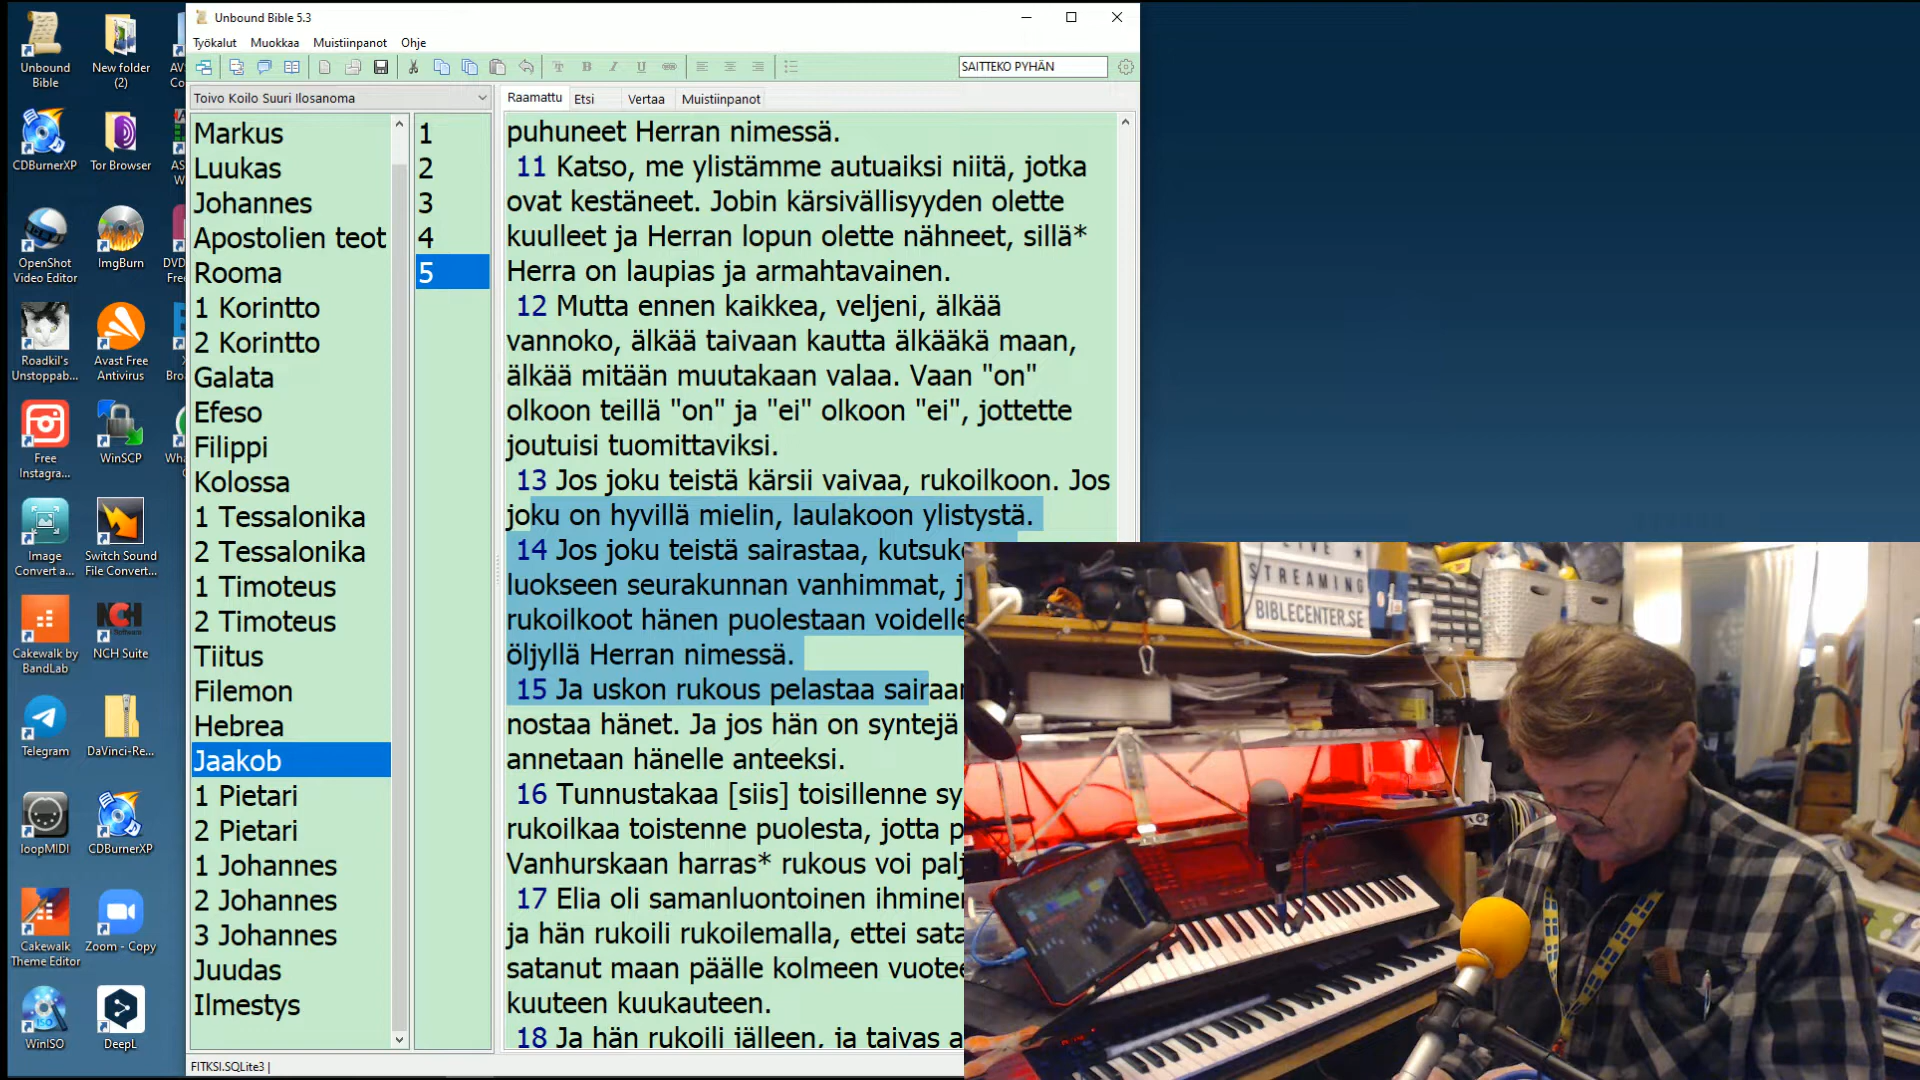 Unbound Bible 5.3
Työkalut Muokkaa Muistiinpanot Ohje
SAITTEKO PYHÄN
Toivo Koilo Suuri Ilosanoma
Raamattu Etsi Vertaa Muistiinpanot
Markus
Luukas
Johannes
Apostolien teot
Rooma
1 Korintto
2 Korintto
Galata
Efeso
Filippi
Kolossa
1 Tessalonika
2 Tessalonika
1 Timoteus
2 Timoteus
Tiitus
Filemon
Hebrea
Jaakob
1 Pietari
2 Pietari
1 Johannes
2 Johannes
3 Johannes
Juudas
Ilmestys
1
2
3
4
5
puhuneet Herran nimessä.
11 Katso, me ylistämme autuaiksi niitä, jotka
ovat kestäneet. Jobin kärsivällisyyden olette
kuulleet ja Herran lopun olette nähneet, sillä*
Herra on laupias ja armahtavainen.
12 Mutta ennen kaikkea, veljeni, älkää
vannoko, älkää taivaan kautta älkääkä maan,
älkää mitään muutakaan valaa. Vaan "on"
olkoon teillä "on" ja "ei" olkoon "ei", jottette
joutuisi tuomittaviksi.
13 Jos joku teistä kärsii vaivaa, rukoilkoon. Jos
joku on hyvillä mielin, laulakoon ylistystä.
14 Jos joku teistä sairastaa, kutsuk
luokseen seurakunnan vanhimmat, j
rukoilkoot hänen puolestaan voidelle
öljyllä Herran nimessä.
15 Ja uskon rukous pelastaa sairaan
nostaa hänet. Ja jos hän on syntejä
annetaan hänelle anteeksi.
16 Tunnustakaa [siis] toisillenne sy
rukoilkaa toistenne puolesta, jotta p
Vanhurskaan harras* rukous voi palj
17 Elia oli samanluontoinen ihminen
ja hän rukoili rukoilemalla, ettei sata
satanut maan päälle kolmeen vuotee
kuuteen kuukauteen.
18 Ja hän rukoili jälleen, ja taivas a
FITKSI.SQLite3 |
Unbound
Bible
New folder
(2)
CDBurnerXP
Tor Browser
OpenShot
Video Editor
ImgBurn
DVD
Free
Roadkil's
Unstoppab...
Avast Free
Antivirus
Free
Instagra...
WinSCP
Image
Convert a...
Switch Sound
File Convert...
NCH
Software
Cakewalk by
BandLab
NCH Suite
Telegram
DaVinci-Re...
loopMIDI
CDBurnerXP
Cakewalk
Theme Editor
Zoom - Copy
ISO
WinISO
DeepL
LIVE
STREAMING
BIBLECENTER.SE